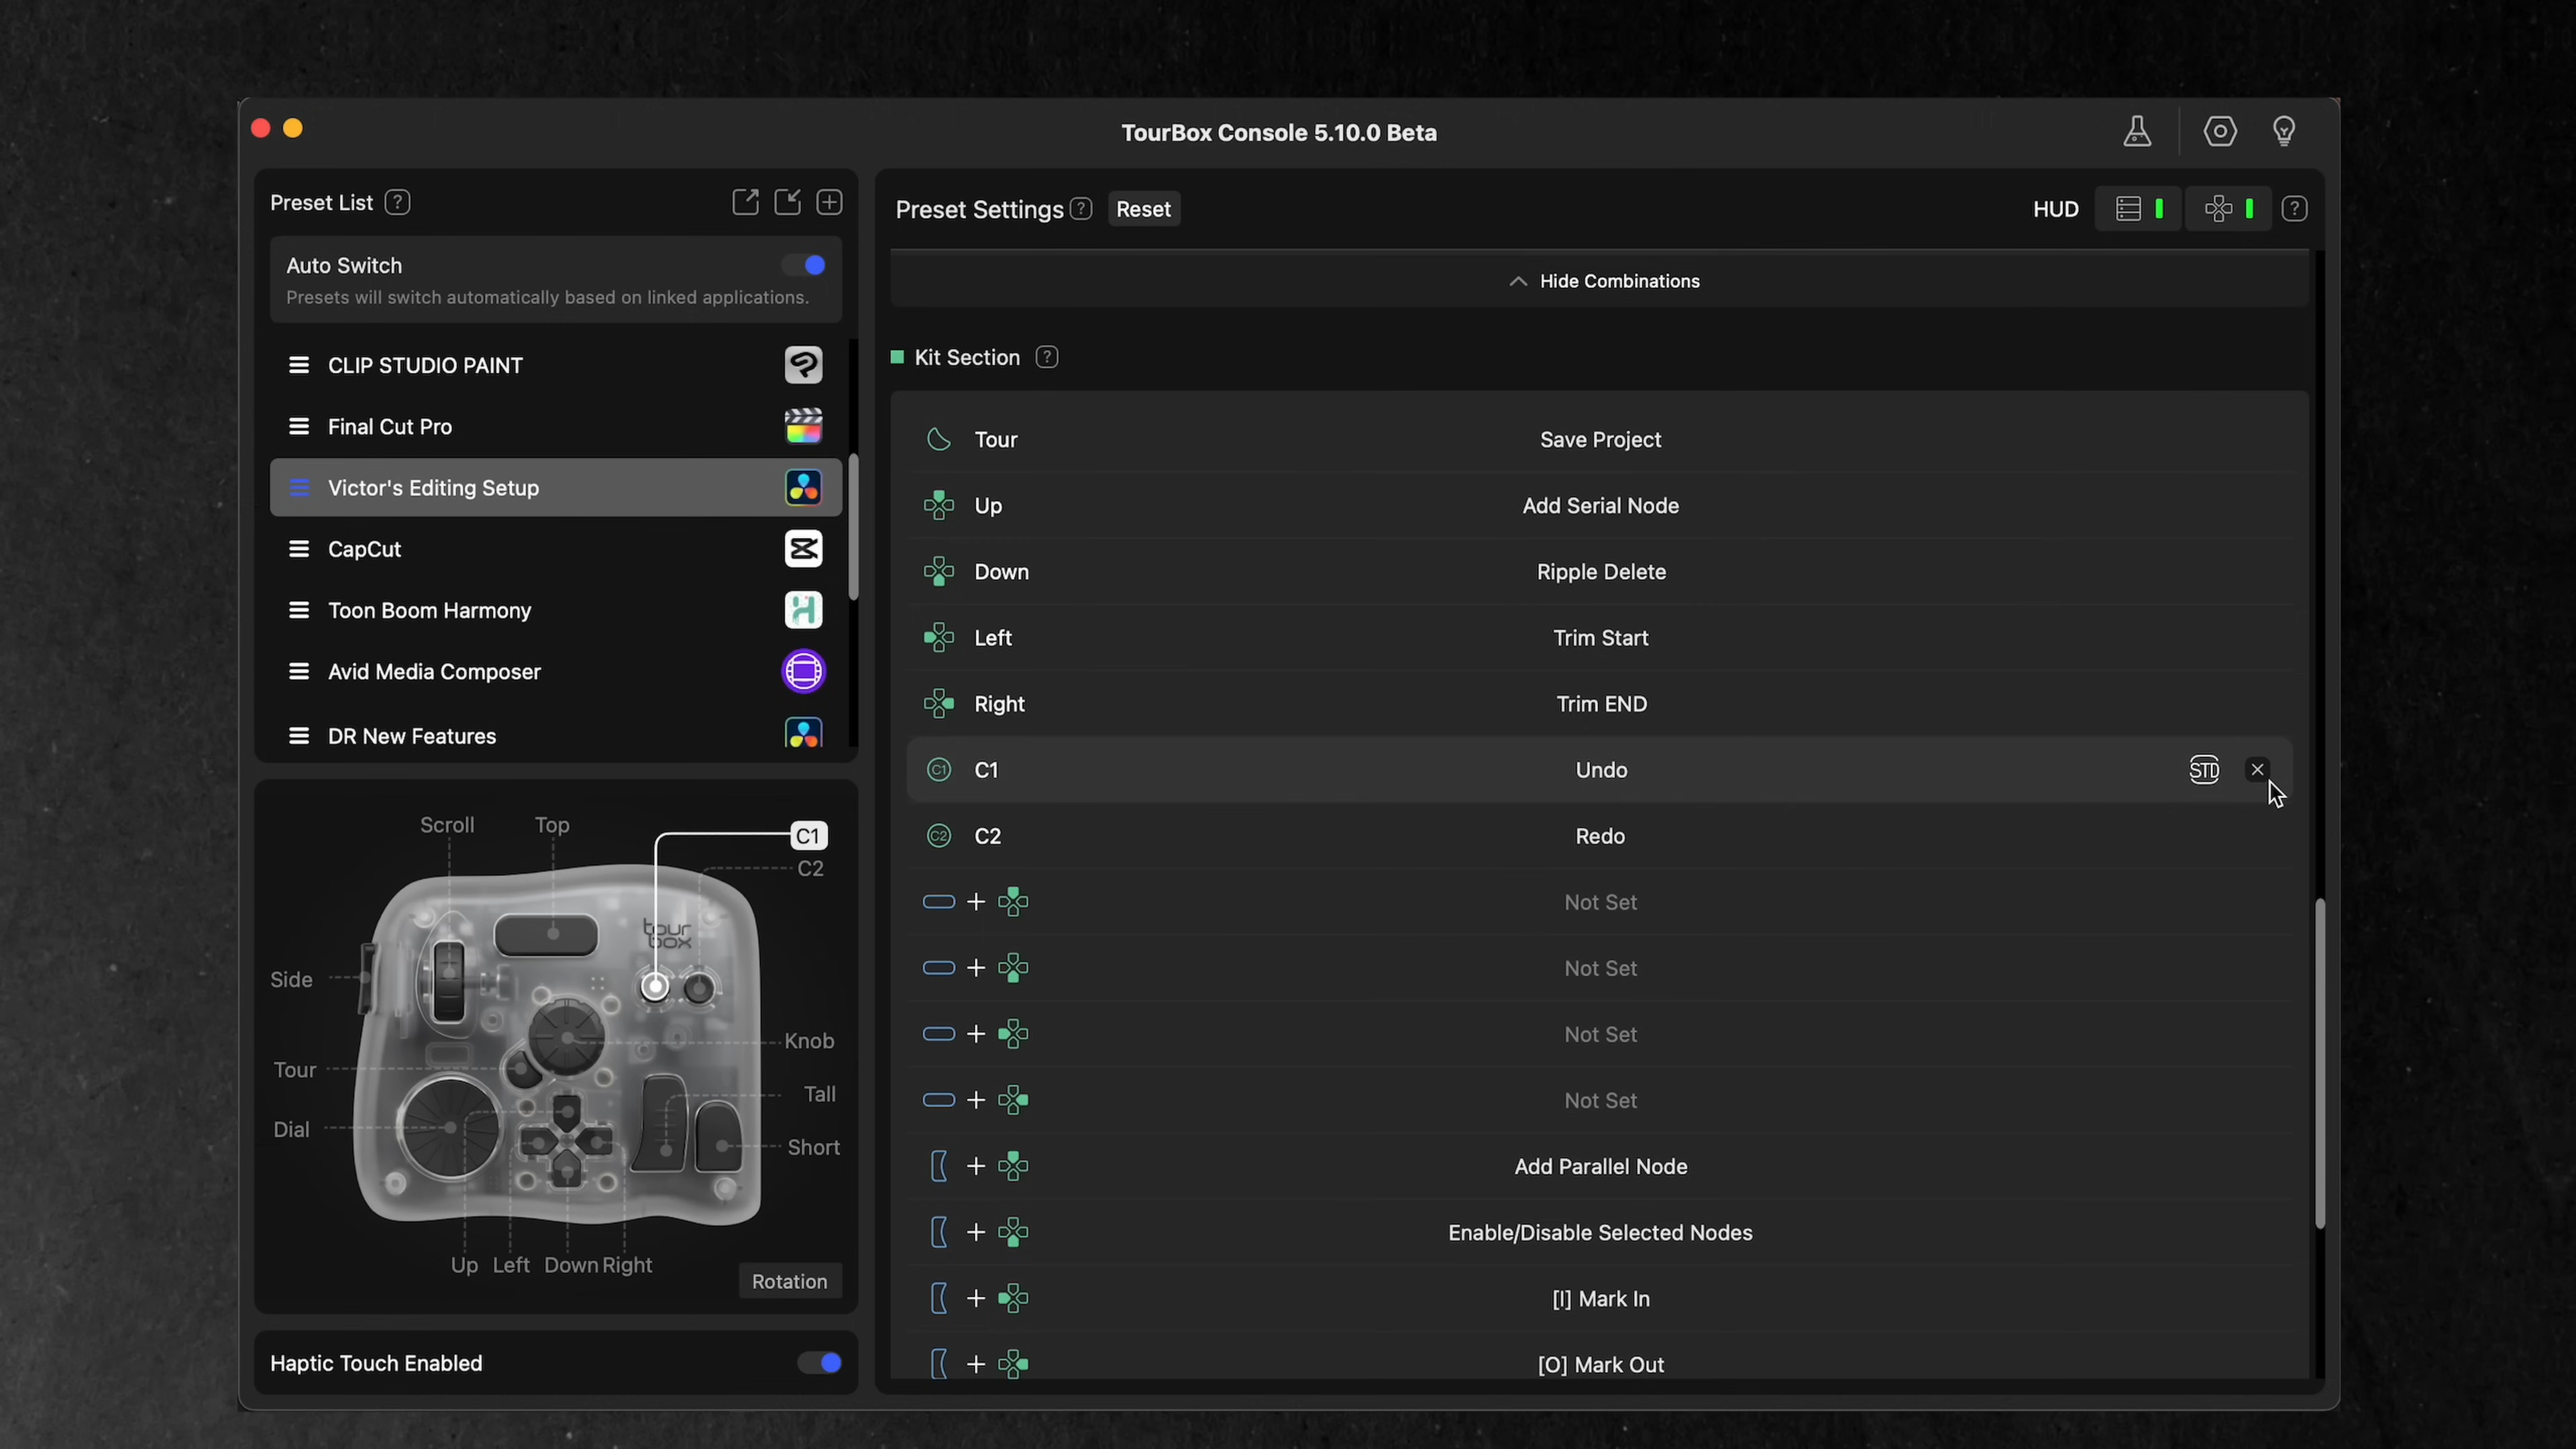 TourBox Console 5.10.0 Beta
Preset List ?
Auto Switch
Presets will switch automatically based on linked applications.
CLIP STUDIO PAINT
Final Cut Pro
Victor's Editing Setup
CapCut
Toon Boom Harmony
Avid Media Composer
DR New Features
Scroll Top C1
C2
tour
box
Side
Knob
Tour
Tall
Dial
Short
Up Left Down Right
Rotation
Haptic Touch Enabled
Preset Settings ? Reset
HUD ?
Hide Combinations
Kit Section ?
Tour Save Project
Up Add Serial Node
Down Ripple Delete
Left Trim Start
Right Trim END
C1 C1 Undo STD
C2 C2 Redo
+ Not Set
+ Not Set
+ Not Set
+ Not Set
+ Add Parallel Node
+ Enable/Disable Selected Nodes
+ [I] Mark In
+ [O] Mark Out